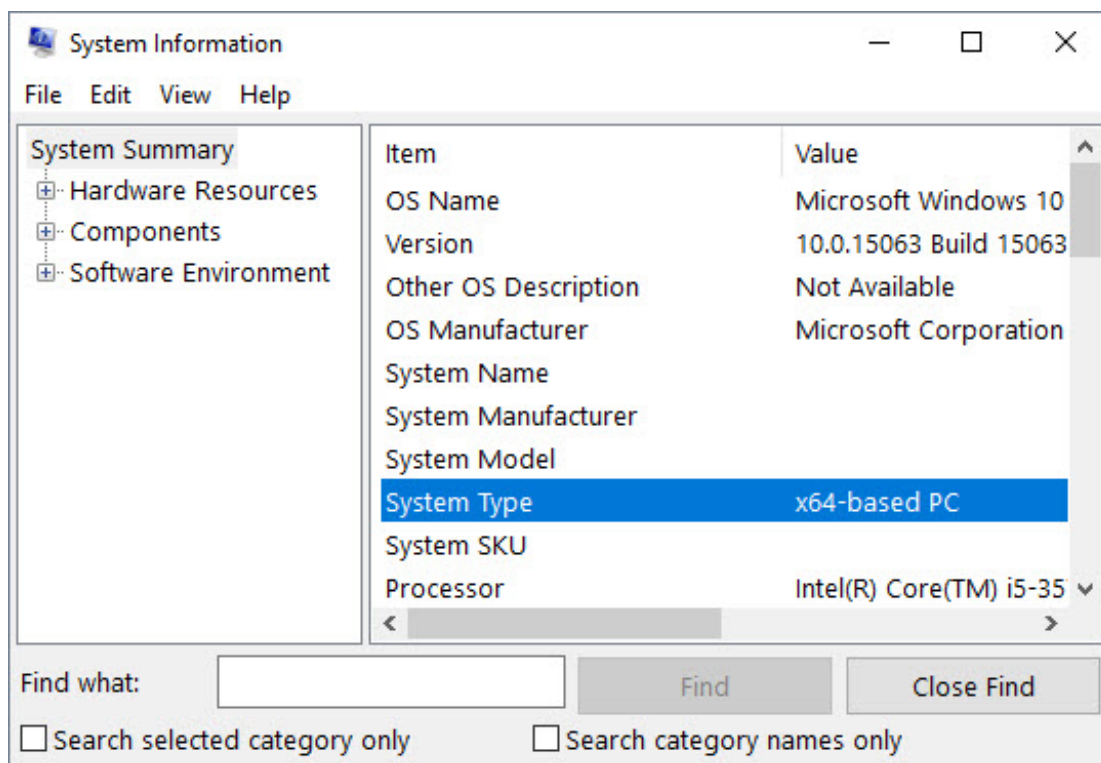 System Information
File Edit View Help
System Summary
Hardware Resources
Components
Software Environment
Item Value
OS Name Microsoft Windows 10
Version 10.0.15063 Build 15063
Other OS Description Not Available
OS Manufacturer Microsoft Corporation
System Name
System Manufacturer
System Model
System Type x64-based PC
System SKU
Processor Intel(R) Core(TM) i5-35
Find what: Find Close Find
Search selected category only Search category names only